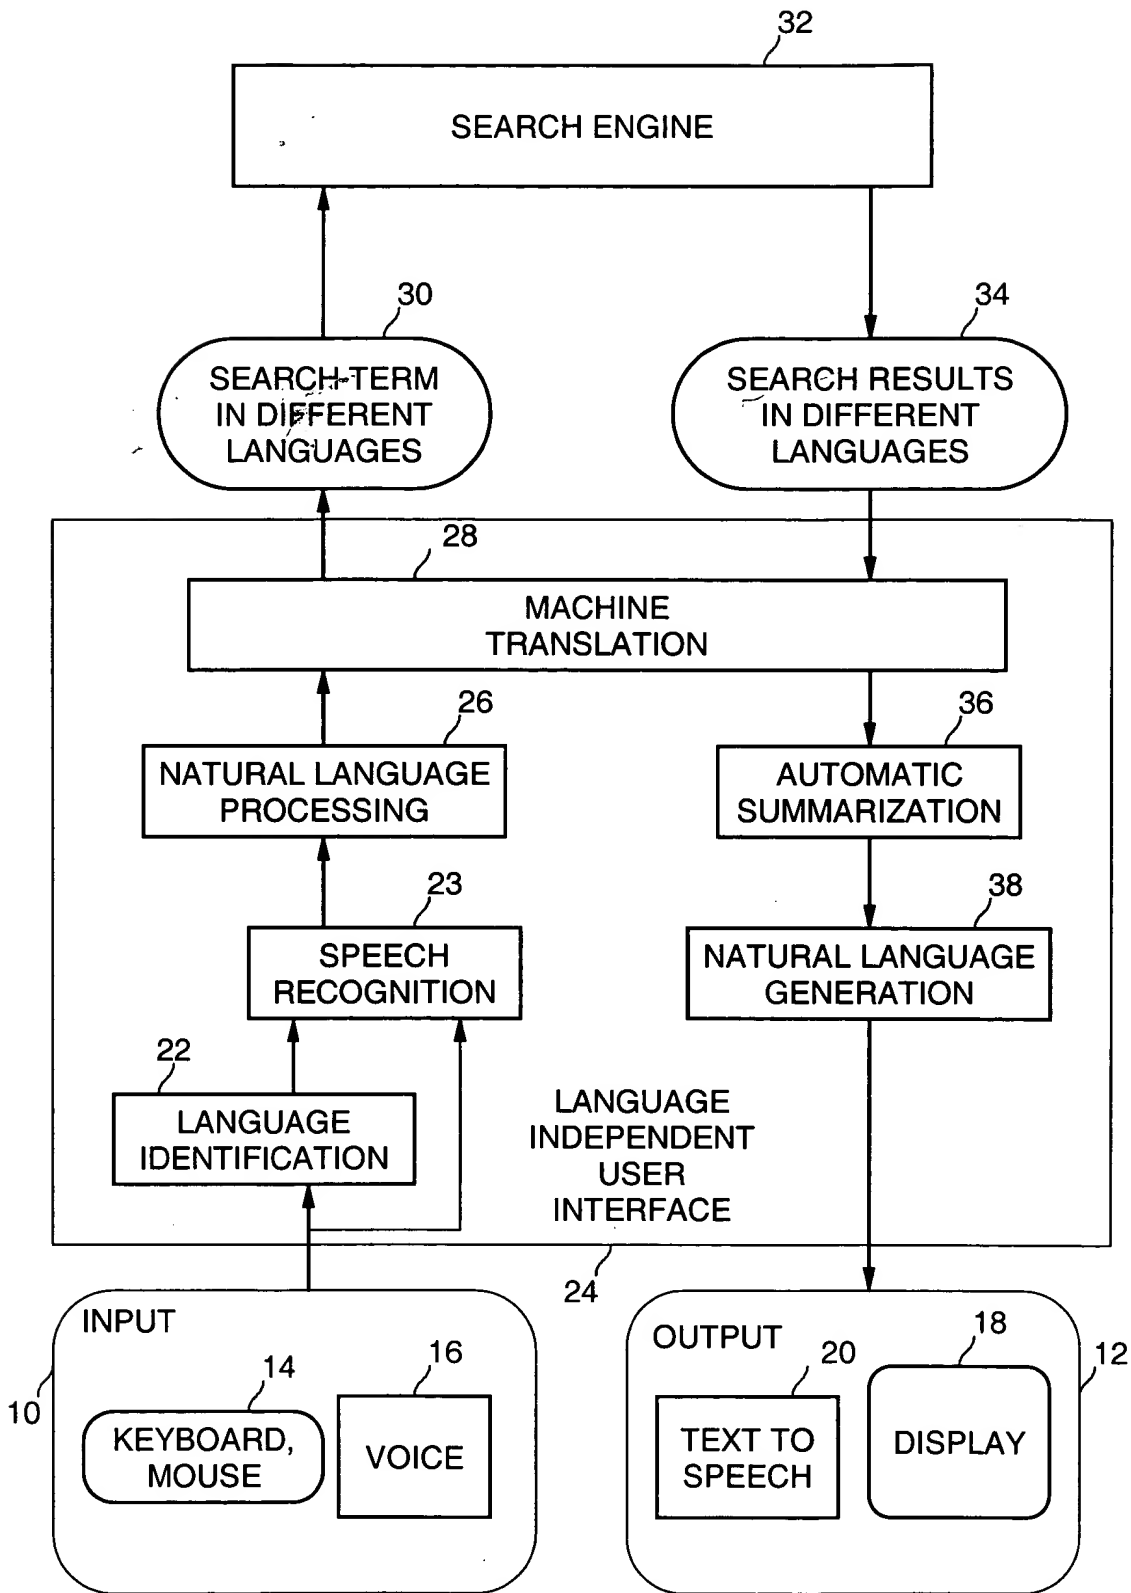 32
SEARCH ENGINE
30
34
SEARCH-TERM
IN DIFFERENT
LANGUAGES
SEARCH RESULTS
IN DIFFERENT
LANGUAGES
28
MACHINE
TRANSLATION
26
36
NATURAL LANGUAGE
PROCESSING
AUTOMATIC
SUMMARIZATION
23
38
SPEECH
RECOGNITION
NATURAL LANGUAGE
GENERATION
22
LANGUAGE
IDENTIFICATION
LANGUAGE
INDEPENDENT
USER
INTERFACE
24
INPUT
OUTPUT
14
16
20
18
12
10
KEYBOARD,
MOUSE
VOICE
TEXT TO
SPEECH
DISPLAY